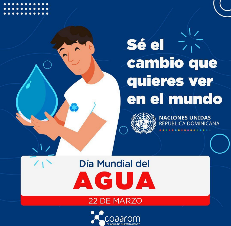 Sé el
cambio que
quieres ver
en el mundo
NACIONES UNIDAS
REPÚBLICA DOMINICANA
Día Mundial del
AGUA
22 DE MARZO
coaarom